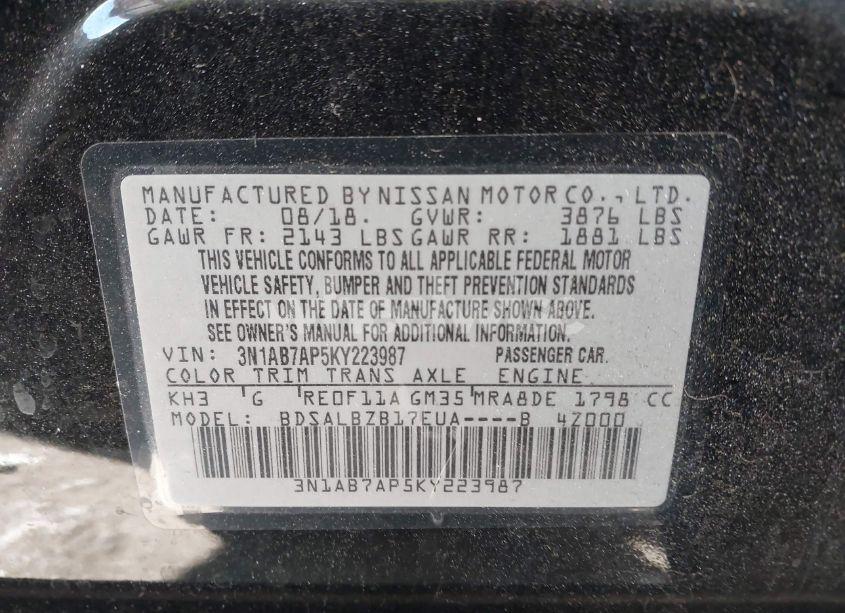 MANUFACTURED BY NISSAN MOTOR CO., LTD.
DATE: 08/18. GVWR: 3876 LBS
GAWR FR: 2143 LBS GAWR RR: 1881 LBS
THIS VEHICLE CONFORMS TO ALL APPLICABLE FEDERAL MOTOR
VEHICLE SAFETY, BUMPER AND THEFT PREVENTION STANDARDS
IN EFFECT ON THE DATE OF MANUFACTURE SHOWN ABOVE.
SEE OWNER'S MANUAL FOR ADDITIONAL INFORMATION.
VIN: 3N1AB7AP5KY223987 PASSENGER CAR.
COLOR TRIM TRANS AXLE ENGINE
KH3 G RE0F11A GM35 MRA8DE 1798 CC
MODEL: BDSALBZB17EUA----B 4Z000
3N1AB7AP5KY223987